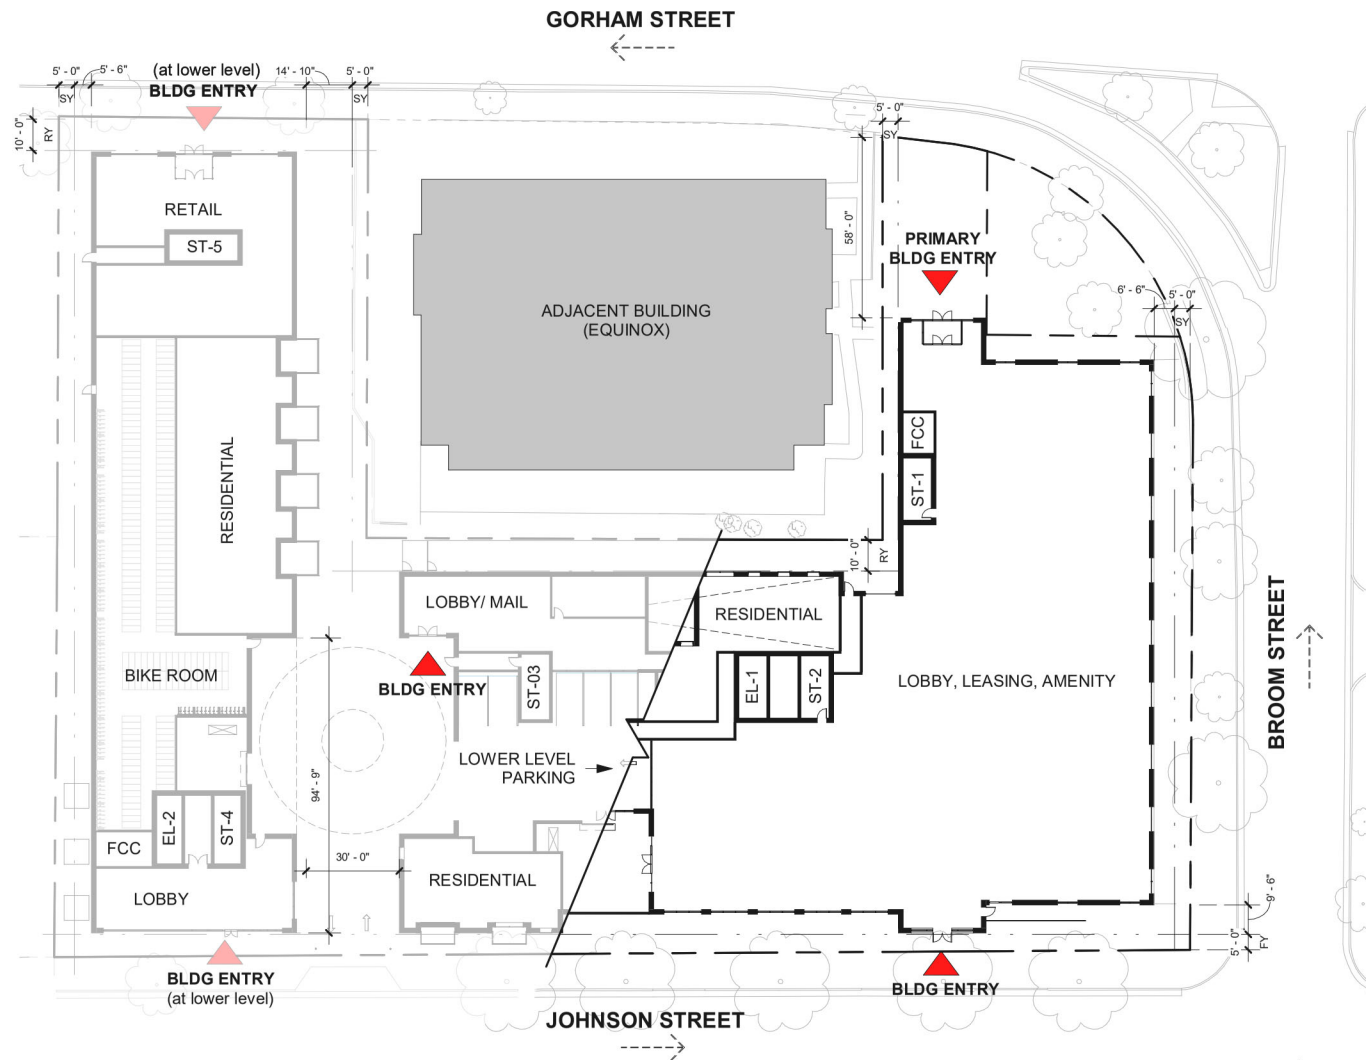 GORHAM STREET
5' - 0"
5' - 6"
(at lower level)
BLDG ENTRY
14' - 10"
5' - 0"
SY
SY
10' - 0"
RY
5' - 0"
SY
RETAIL
ST-5
58' - 0"
PRIMARY
BLDG ENTRY
6' - 6"
5' - 0"
SY
ADJACENT BUILDING
(EQUINOX)
FCC
ST-1
RESIDENTIAL
10' - 0"
RY
LOBBY/ MAIL
RESIDENTIAL
BROOM STREET
BIKE ROOM
BLDG ENTRY
ST-03
EL-1
ST-2
LOBBY, LEASING, AMENITY
LOWER LEVEL
PARKING
94' - 9"
EL-2
ST-4
FCC
30' - 0"
RESIDENTIAL
LOBBY
9' - 6"
5' - 0"
FY
BLDG ENTRY
(at lower level)
BLDG ENTRY
JOHNSON STREET